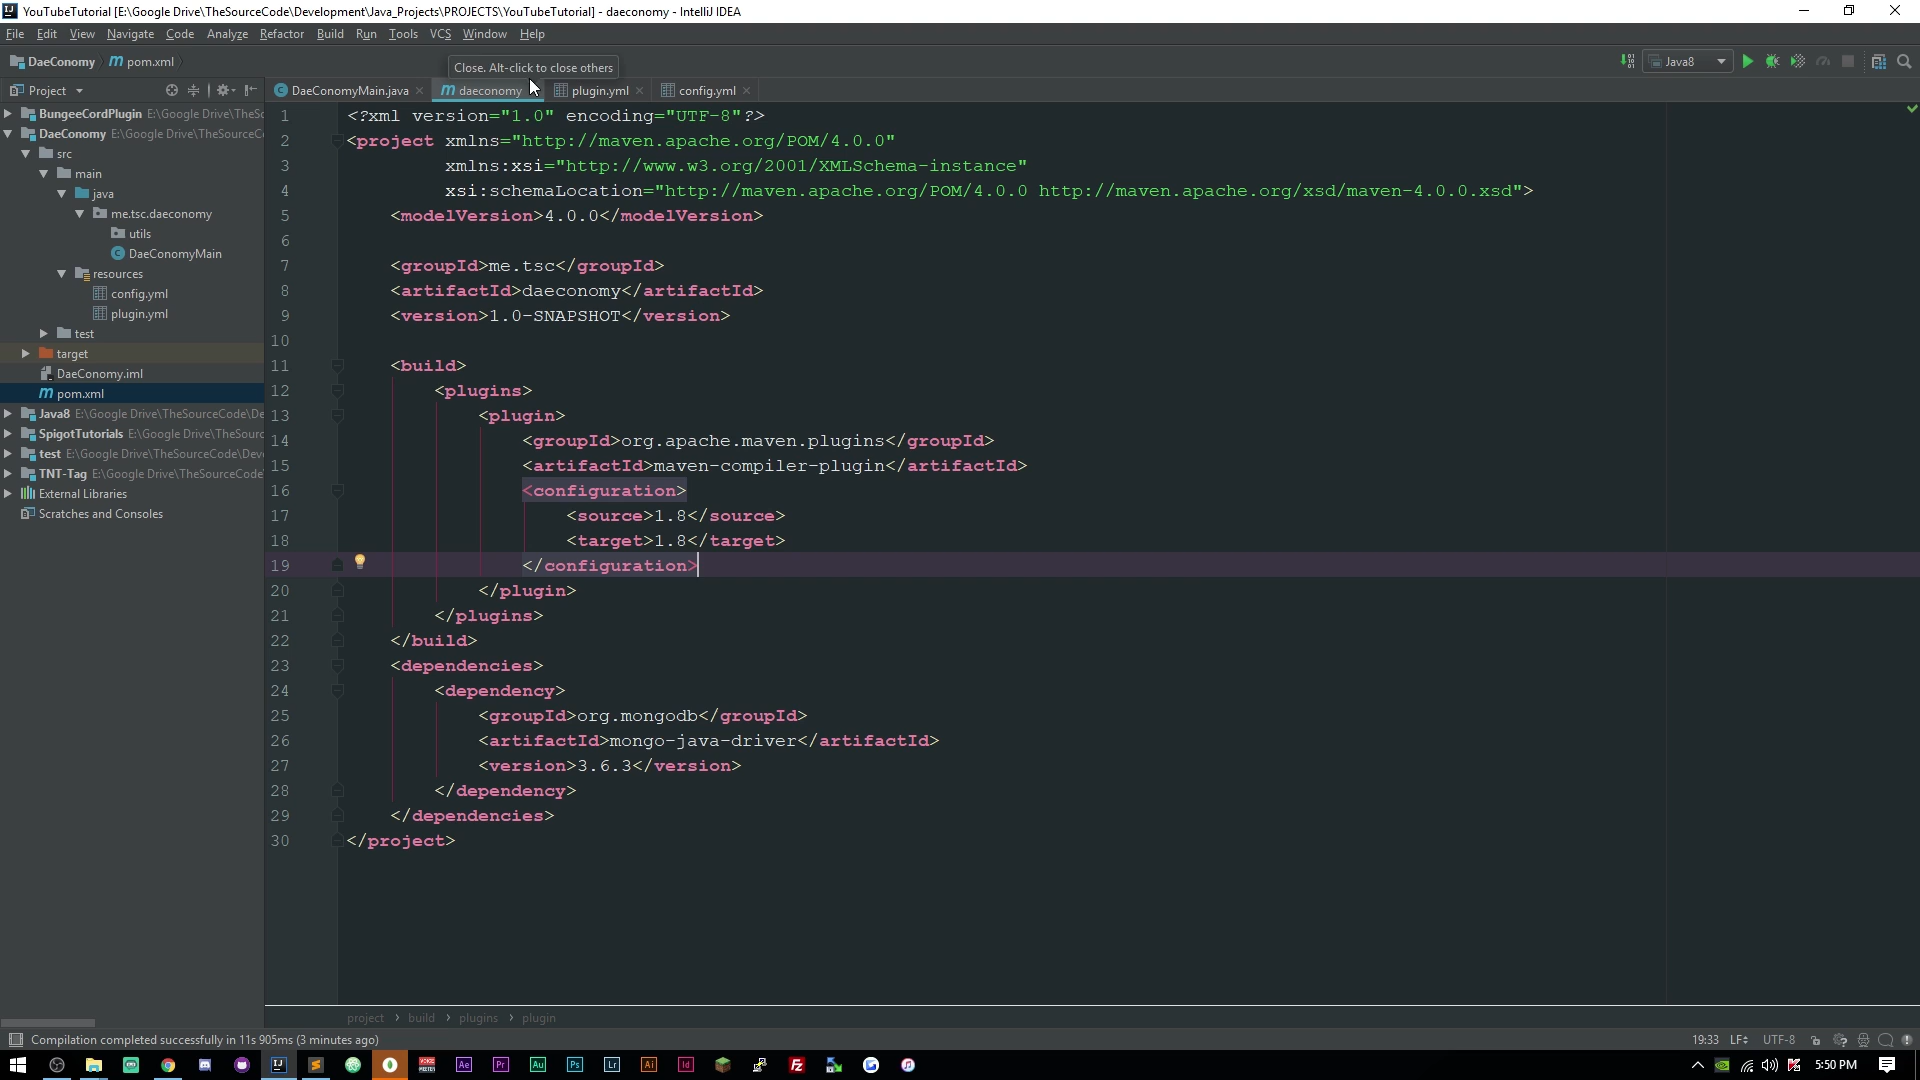 YouTubeTutorial [E:\Google Drive\TheSourceCode\Development\Java_Projects\PROJECTS\YouTubeTutorial] - daeconomy - IntelliJ IDEA
File Edit View Navigate Code Analyze Refactor Build Run Tools VCS Window Help
DaeConomy pom.xml
Close. Alt-click to close others
Java8
Project
DaeConomyMain.java daeconomy plugin.yml config.yml
BungeeCordPlugin E:\Google Drive\TheSo
DaeConomy E:\Google Drive\TheSourceC
src
main
java
me.tsc.daeconomy
utils
DaeConomyMain
resources
config.yml
plugin.yml
test
target
DaeConomy.iml
pom.xml
Java8 E:\Google Drive\TheSourceCode\De
SpigotTutorials E:\Google Drive\TheSourc
test E:\Google Drive\TheSourceCode\Dev
TNT-Tag E:\Google Drive\TheSourceCode
External Libraries
Scratches and Consoles
1 <?xml version="1.0" encoding="UTF-8"?>
2 <project xmlns="http://maven.apache.org/POM/4.0.0"
3 xmlns:xsi="http://www.w3.org/2001/XMLSchema-instance"
4 xsi:schemaLocation="http://maven.apache.org/POM/4.0.0 http://maven.apache.org/xsd/maven-4.0.0.xsd">
5 <modelVersion>4.0.0</modelVersion>
6
7 <groupId>me.tsc</groupId>
8 <artifactId>daeconomy</artifactId>
9 <version>1.0-SNAPSHOT</version>
10
11 <build>
12 <plugins>
13 <plugin>
14 <groupId>org.apache.maven.plugins</groupId>
15 <artifactId>maven-compiler-plugin</artifactId>
16 <configuration>
17 <source>1.8</source>
18 <target>1.8</target>
19 </configuration>
20 </plugin>
21 </plugins>
22 </build>
23 <dependencies>
24 <dependency>
25 <groupId>org.mongodb</groupId>
26 <artifactId>mongo-java-driver</artifactId>
27 <version>3.6.3</version>
28 </dependency>
29 </dependencies>
30 </project>
project › build › plugins › plugin
Compilation completed successfully in 11s 905ms (3 minutes ago)
19:33 LF UTF-8
Ae Pr Au Ps Lr Ai Id Fz
5:50 PM